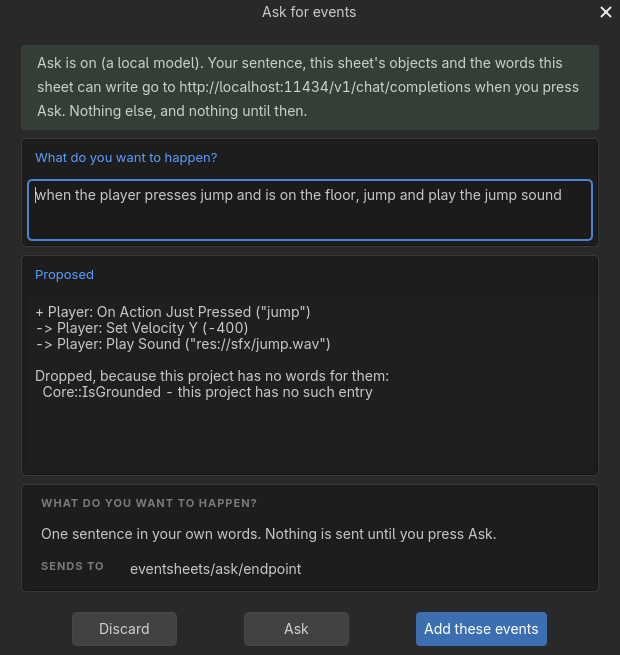 Ask for events
Ask is on (a local model). Your sentence, this sheet's objects and the words this
sheet can write go to http://localhost:11434/v1/chat/completions when you press
Ask. Nothing else, and nothing until then.
What do you want to happen?
when the player presses jump and is on the floor, jump and play the jump sound
Proposed
+ Player: On Action Just Pressed ("jump")
-> Player: Set Velocity Y (-400)
-> Player: Play Sound ("res://sfx/jump.wav")
Dropped, because this project has no words for them:
Core::IsGrounded - this project has no such entry
WHAT DO YOU WANT TO HAPPEN?
One sentence in your own words. Nothing is sent until you press Ask.
SENDS TO eventsheets/ask/endpoint
Discard Ask Add these events